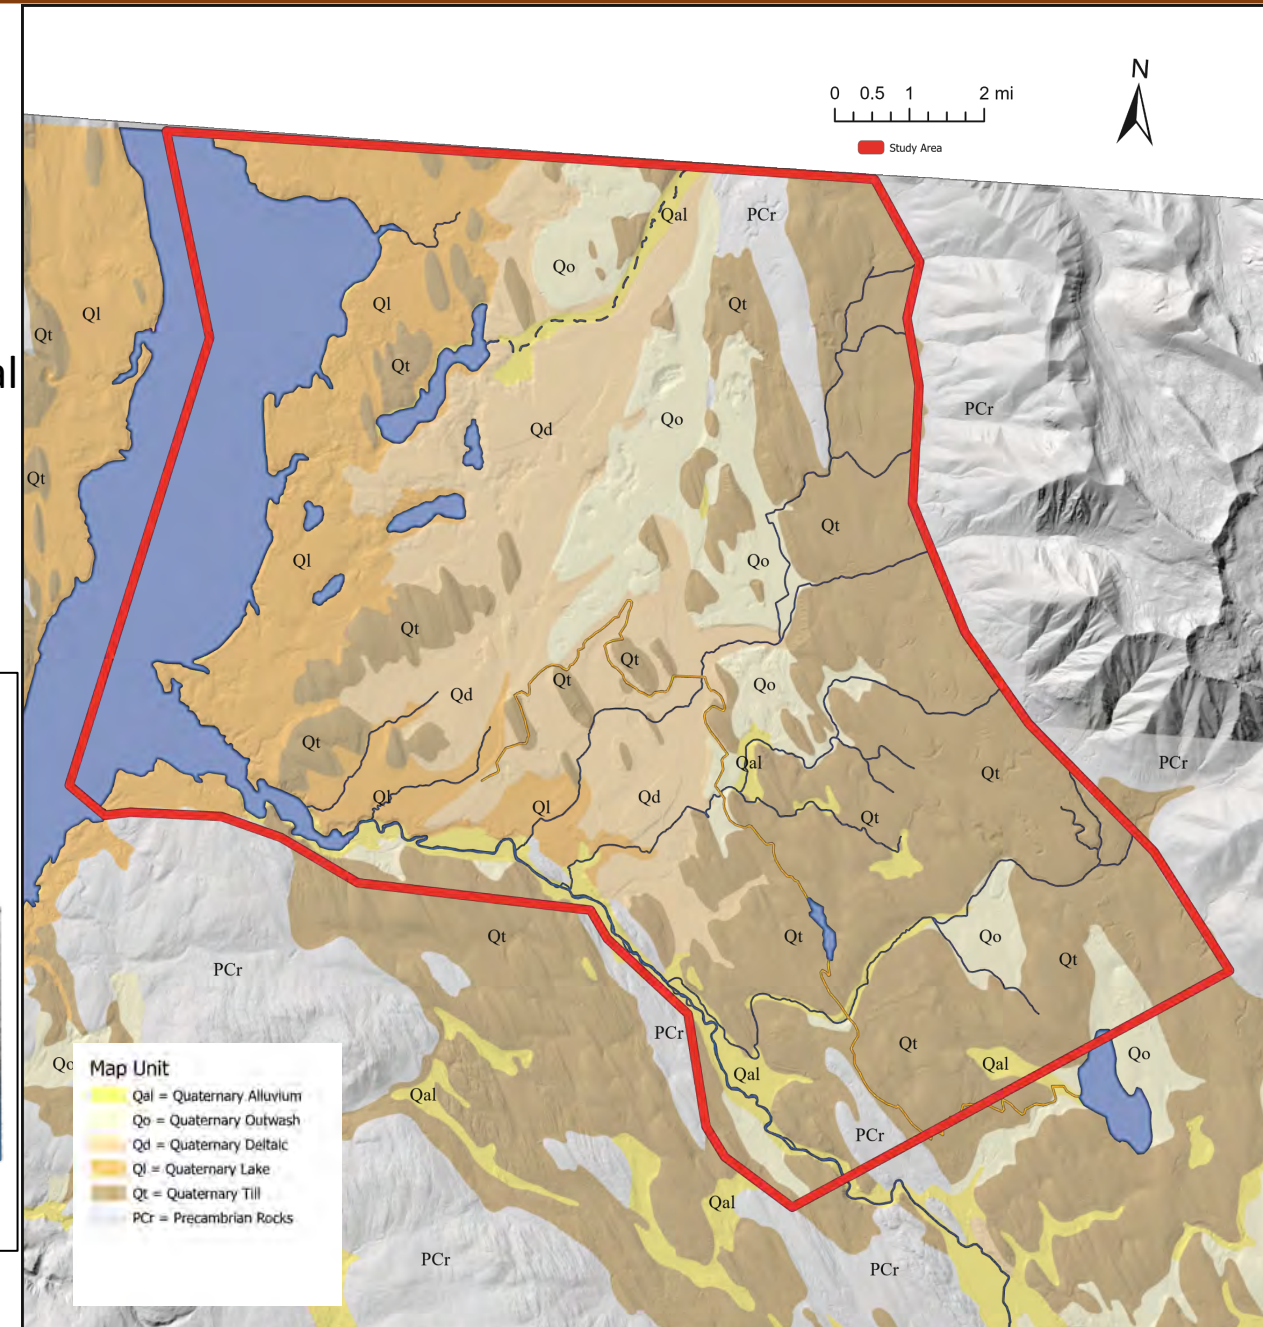 N
0 0.5 1 2 mi
Study Area
al
Qal
PCr
Qo
Ql
Ql
Qt
Qt
Qt
PCr
Qo
Qd
Qt
Qt
Qo
Ql
Qt
Qt
Qt
Qo
Qd
Qt
Qal
PCr
Qt
Ql
Ql
Qd
Qt
Qt
Qt
Qo
Qt
PCr
PCr
Qt
Qo
Qo
Qal
Qal
Qal
PCr
Qal
PCr
PCr
Map Unit
Qal = Quaternary Alluvium
Qo = Quaternary Outwash
Qd = Quaternary Deltaic
Ql = Quaternary Lake
Qt = Quaternary Till
PCr = Precambrian Rocks